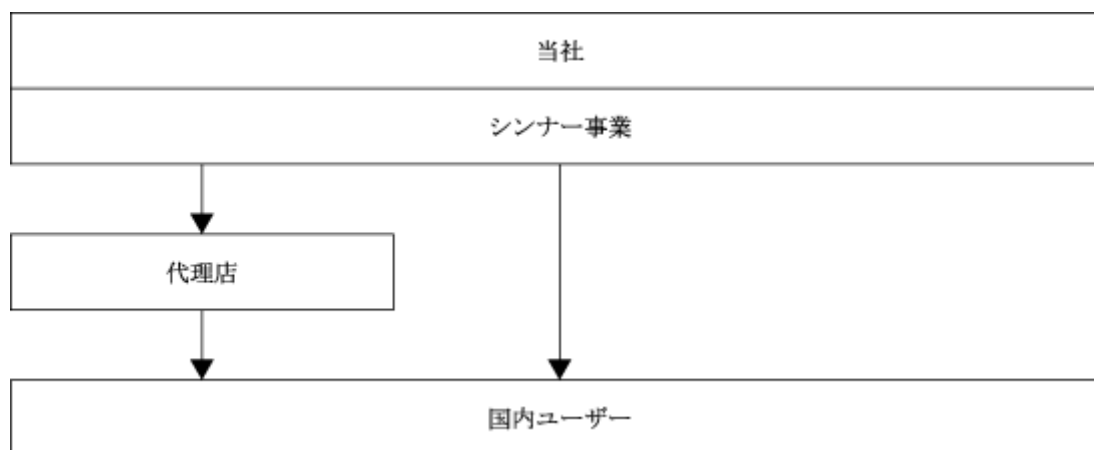 当社
シンナー事業
代理店
国内ユーザー